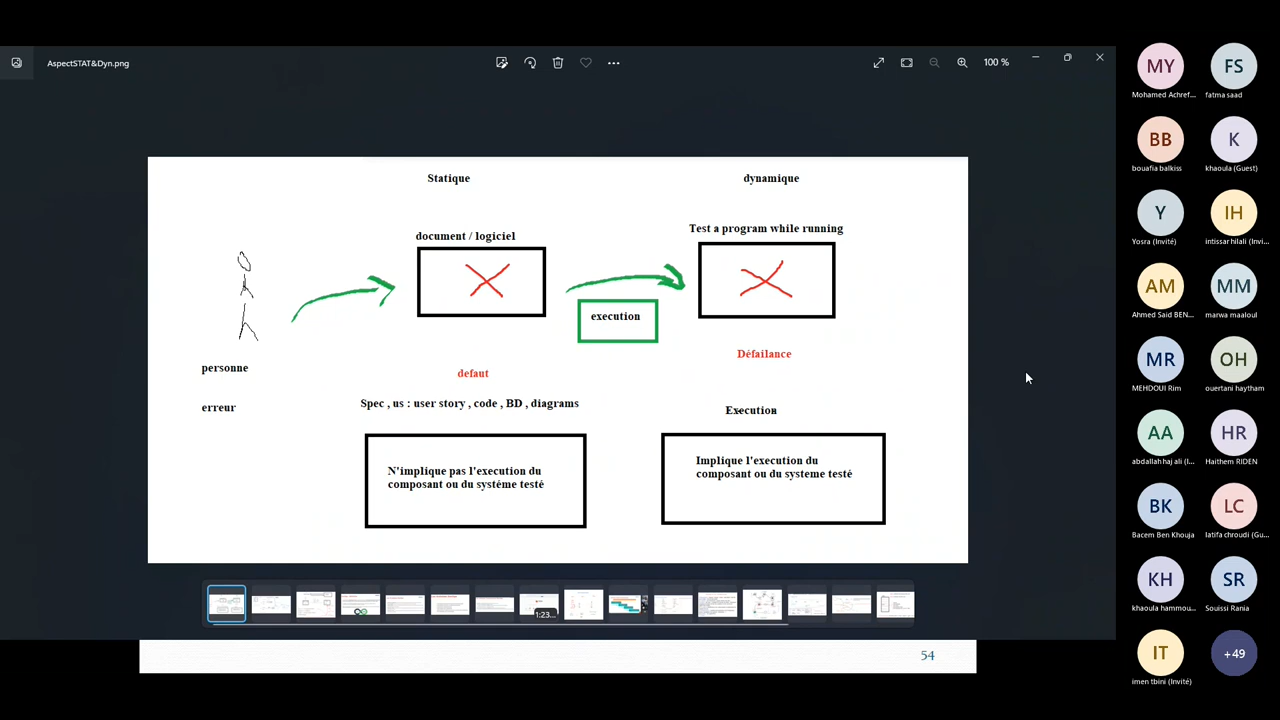 AspectSTAT&Dyn.png
100 %
Statique
dynamique
document / logiciel
Test a program while running
execution
Défailance
personne
defaut
erreur
Spec , us : user story , code , BD , diagrams
Execution
N'implique pas l'execution du
composant ou du systéme testé
Implique l'execution du
composant ou du systeme testé
1:23...
54
MY
FS
Mohamed Achref...
fatma saad
BB
K
bouafia balkiss
khaoula (Guest)
Y
IH
Yosra (Invité)
intissar hilali (Invi...
AM
MM
Ahmed Said BEN...
marwa maaloul
MR
OH
MEHDOUI Rim
ouertani haytham
AA
HR
abdallah haj ali (I...
Haithem RIDEN
BK
LC
Bacem Ben Khouja
latifa chroudi (Gu...
KH
SR
khaoula hammou...
Souissi Rania
IT
+49
imen tbini (Invité)